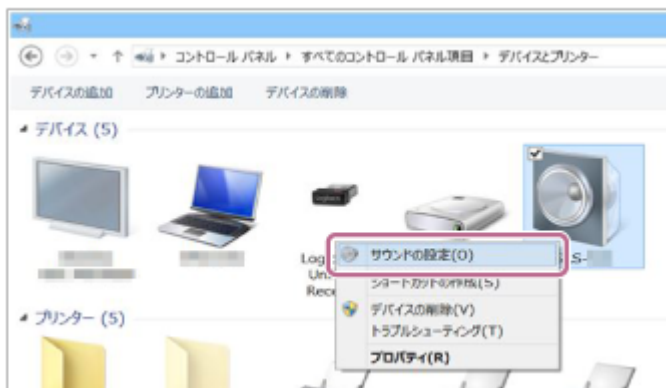 コントロール パネル ▸ すべてのコントロール パネル項目 ▸ デバイスとプリンター
デバイスの追加 プリンターの追加 デバイスの削除
デバイス (5)
サウンドの設定(O)
ショートカットの作成(S)
デバイスの削除(V)
トラブルシューティング(T)
プロパティ(R)
Log
Un
Rece
S-
プリンター (5)